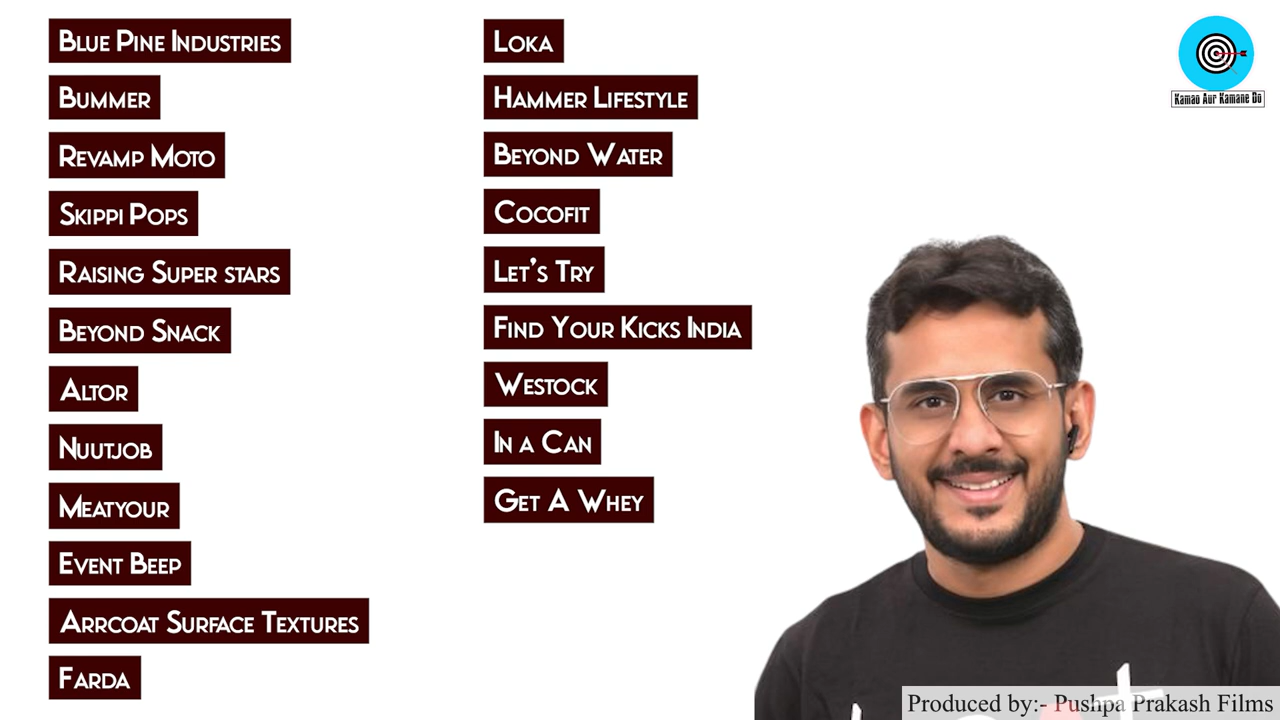 Blue Pine Industries
Bummer
Revamp Moto
Skippi Pops
Raising Super stars
Beyond Snack
Altor
Nuutjob
Meatyour
Event Beep
Arrcoat Surface Textures
Farda
Loka
Hammer Lifestyle
Beyond Water
Cocofit
Let's Try
Find Your Kicks India
Westock
In a Can
Get A Whey
Kamao Aur Kamane Do
Produced by:- Pushpa Prakash Films